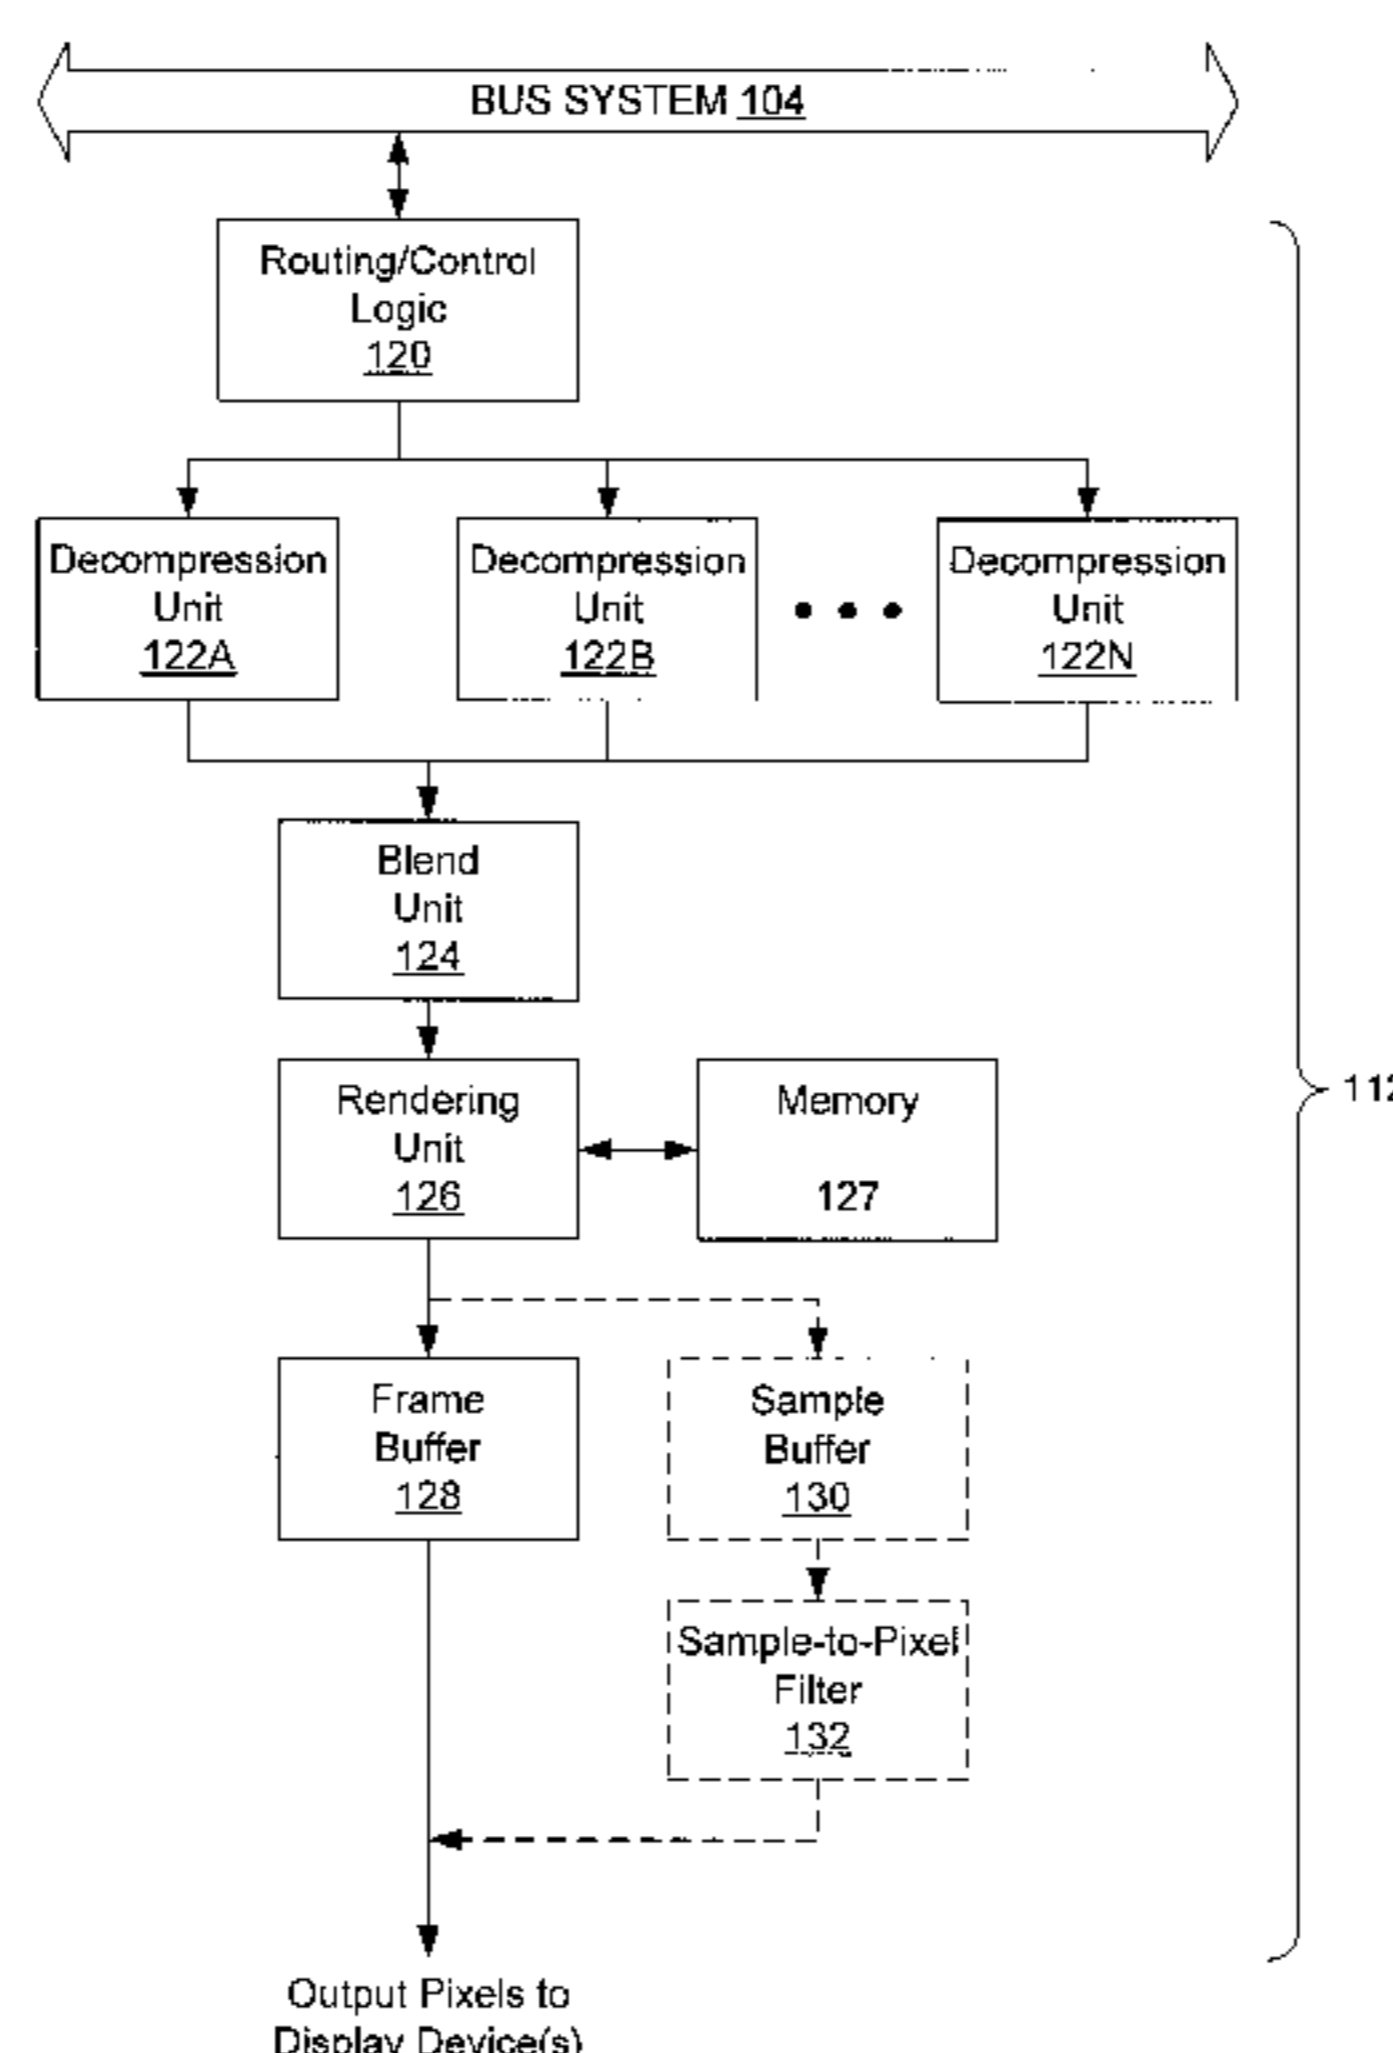 BUS SYSTEM 104
Routing/Control
Logic
120
Decompression
Unit
122A
Decompression
Unit
122B
Decompression
Unit
122N
Blend
Unit
124
Rendering
Unit
126
Memory
127
112
Frame
Buffer
128
Sample
Buffer
130
Sample-to-Pixel
Filter
132
Output Pixels to
Display Device(s)